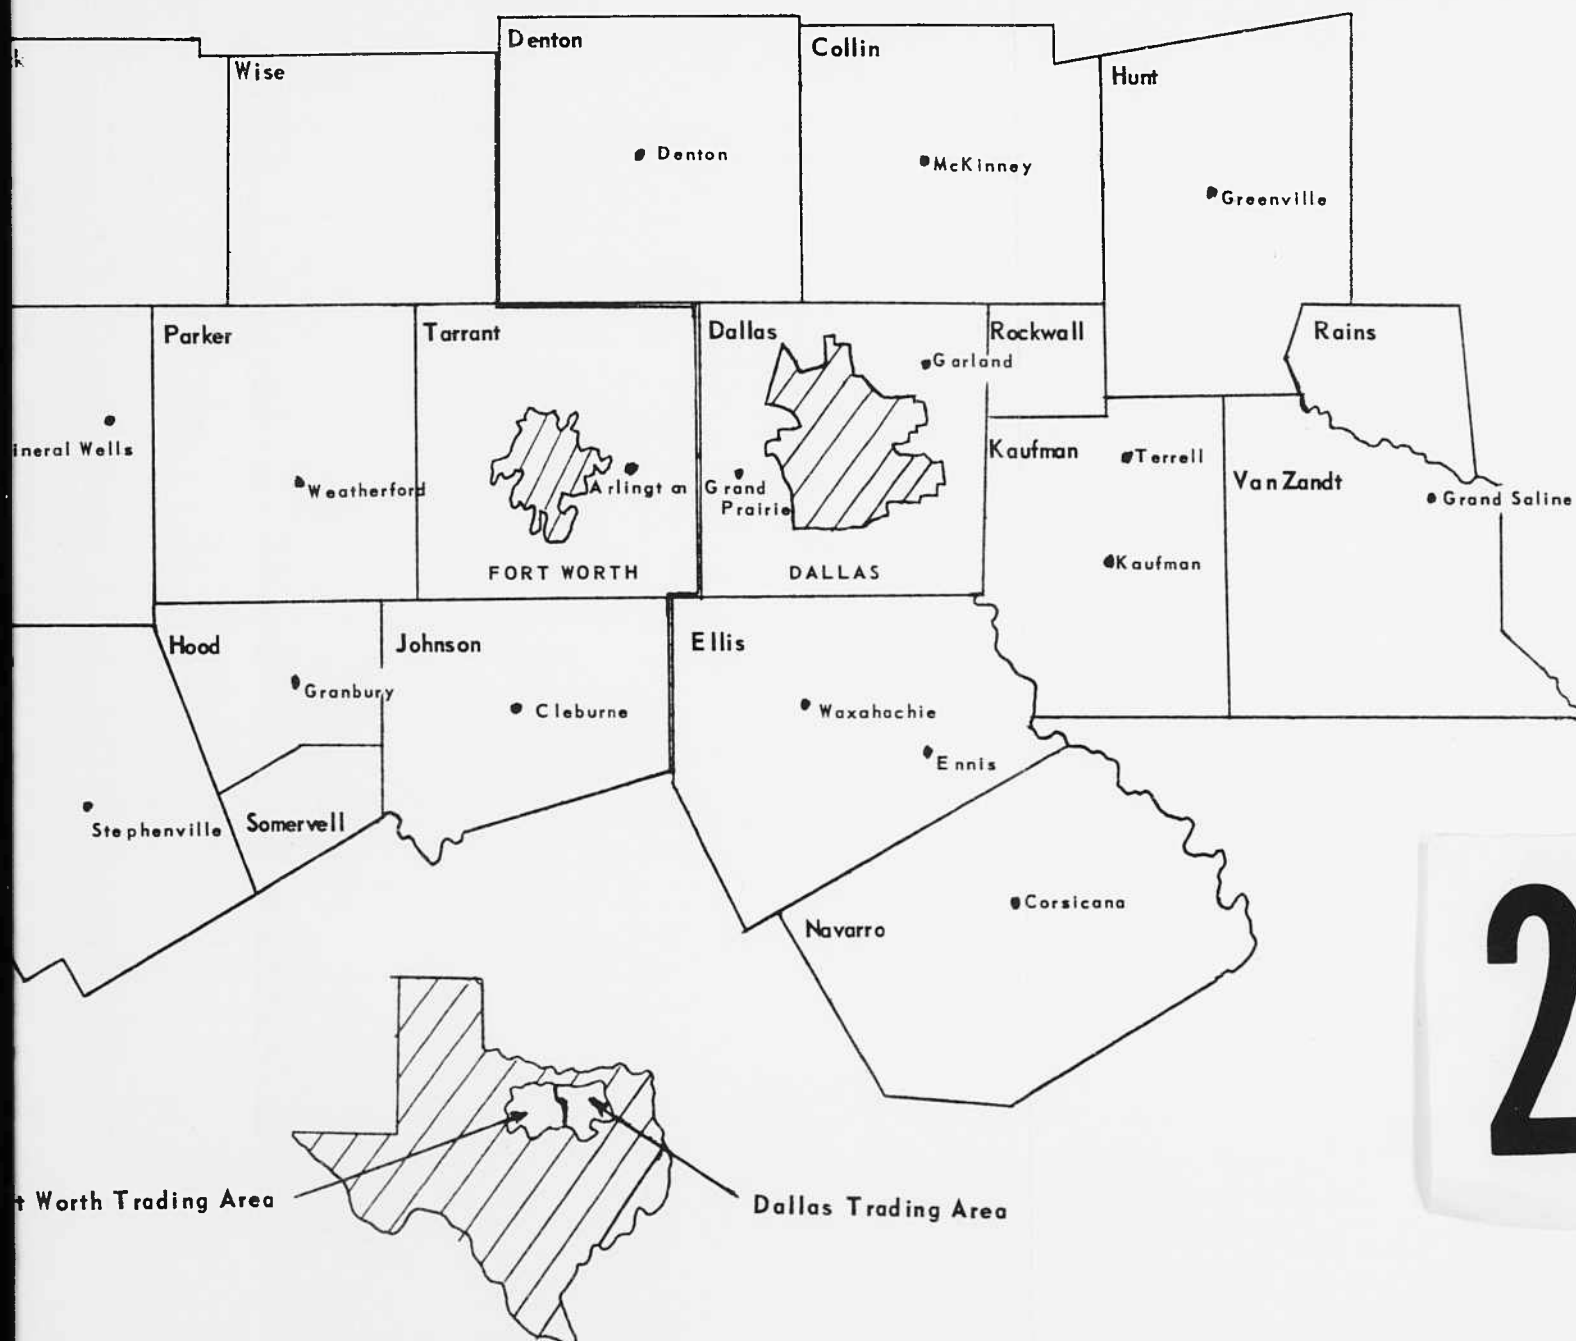 Denton
Collin
Wise
Hunt
Denton
McKinney
Greenville
Parker
Tarrant
Dallas
Rockwall
Rains
Garland
ineral Wells
Kaufman
Terrell
Van Zandt
Weatherford
Arlington
Grand
Prairie
Grand Saline
FORT WORTH
DALLAS
Kaufman
Hood
Johnson
Ellis
Granbury
Cleburne
Waxahachie
Ennis
Stephenville
Somervell
Corsicana
Navarro
2
t Worth Trading Area
Dallas Trading Area